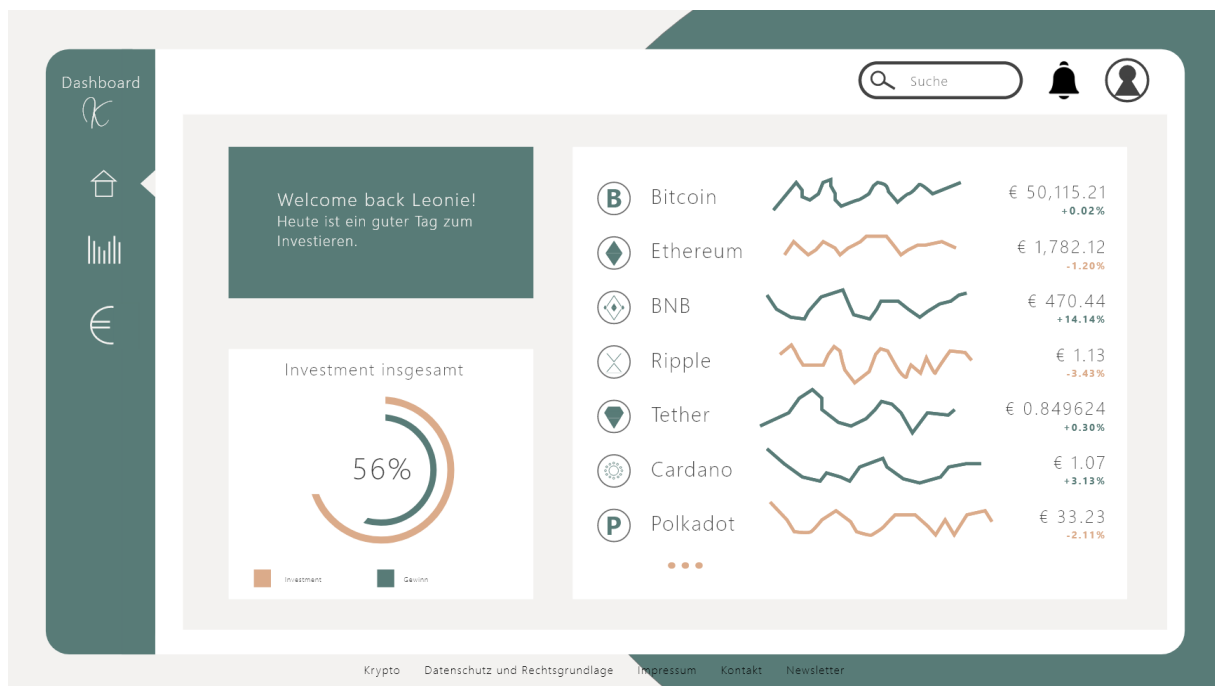 Dashboard
K
Suche
Welcome back Leonie!
Heute ist ein guter Tag zum
Investieren.
Investment insgesamt
56%
Investment
Gewinn
B
Bitcoin
€ 50,115.21
+0.02%
Ethereum
€ 1,782.12
-1.20%
BNB
€ 470.44
+14.14%
Ripple
€ 1.13
-3.43%
Tether
€ 0.849624
+0.30%
Cardano
€ 1.07
+3.13%
P
Polkadot
€ 33.23
-2.11%
Krypto Datenschutz und Rechtsgrundlage Impressum Kontakt Newsletter